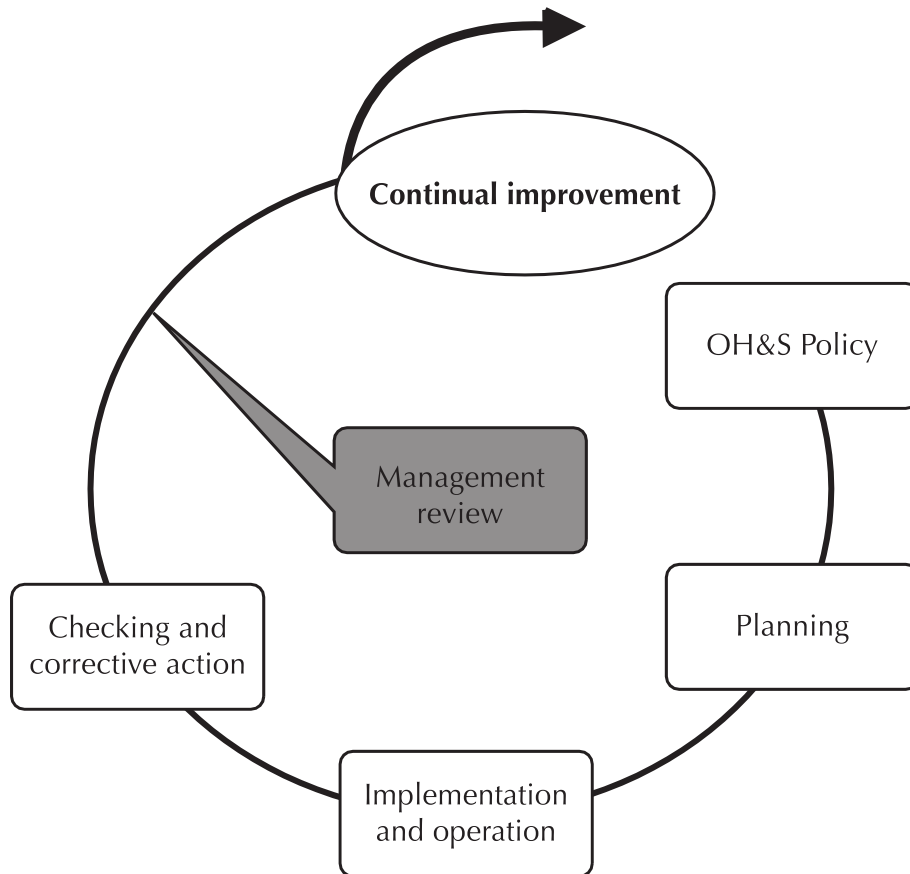 Continual improvement
OH&S Policy
Management
review
Checking and
corrective action
Planning
Implementation
and operation